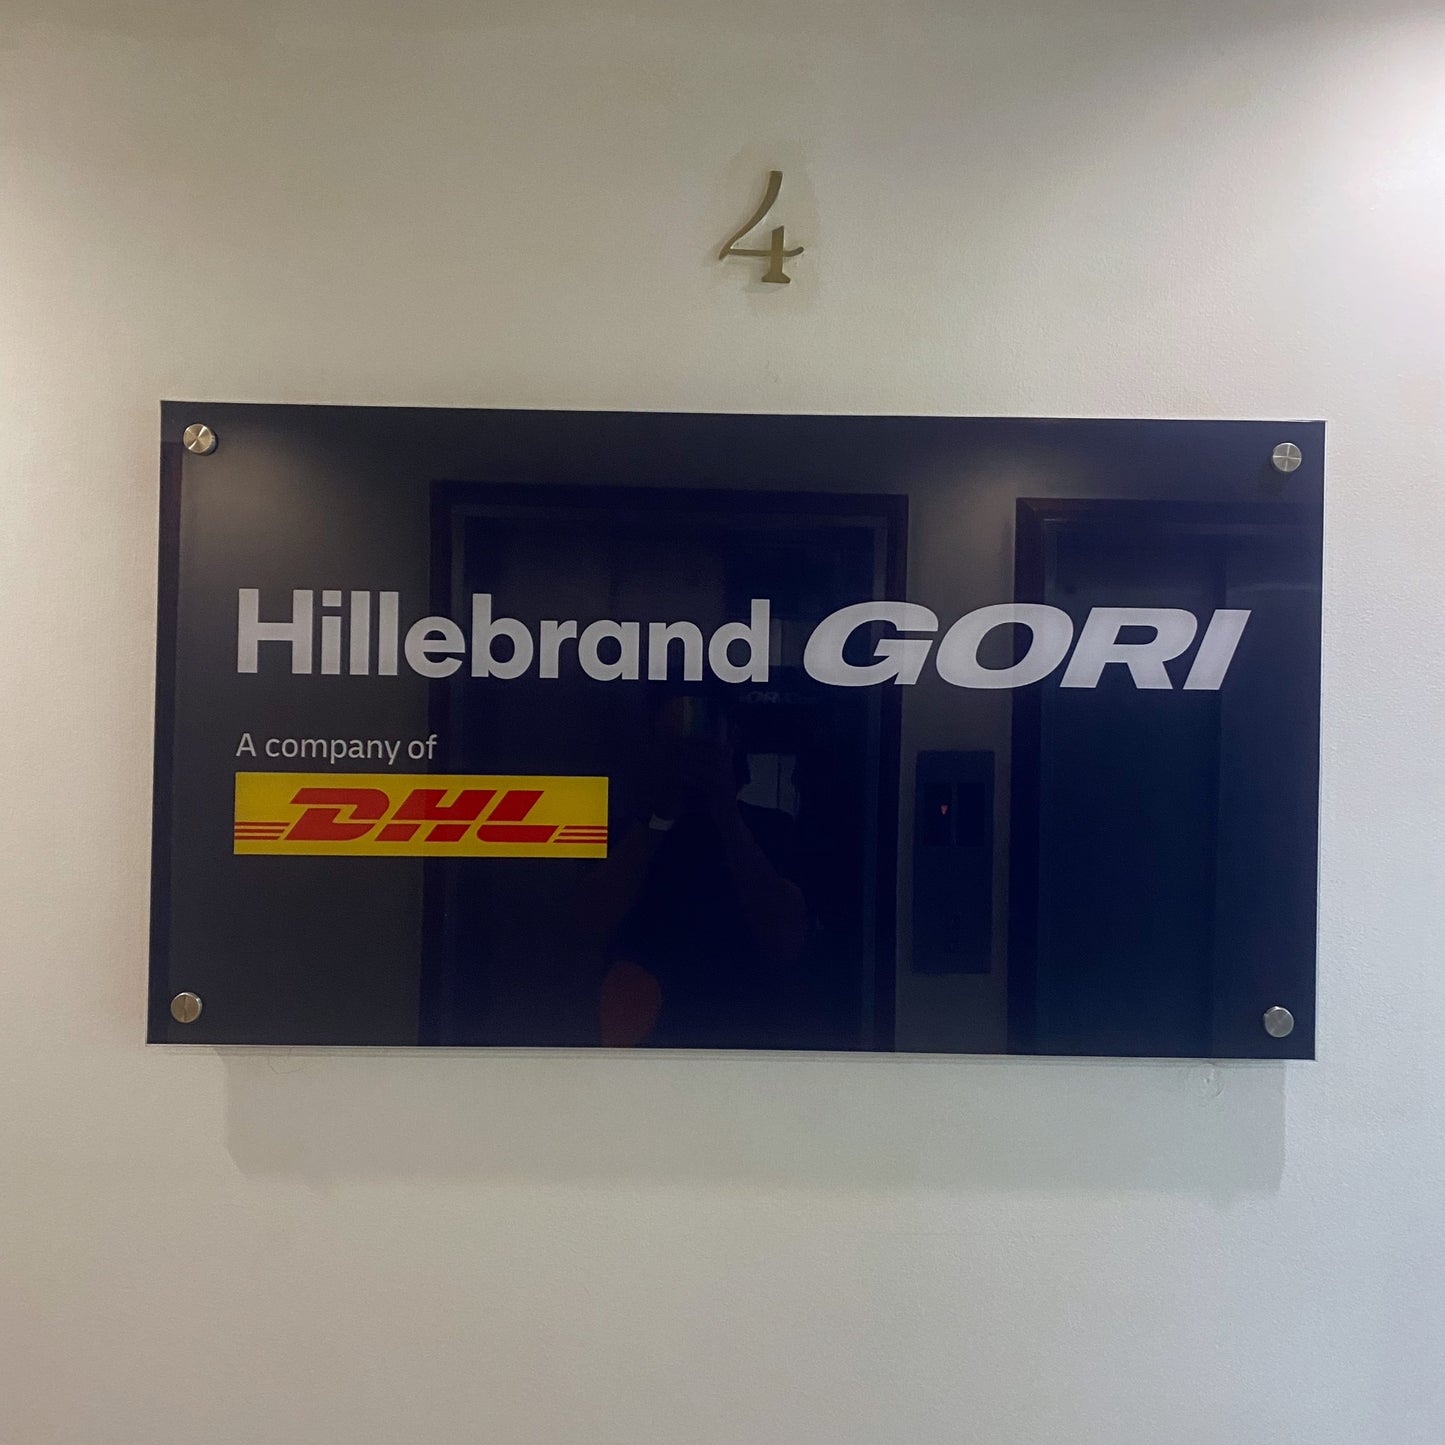 4
Hillebrand GORI
A company of
DHL